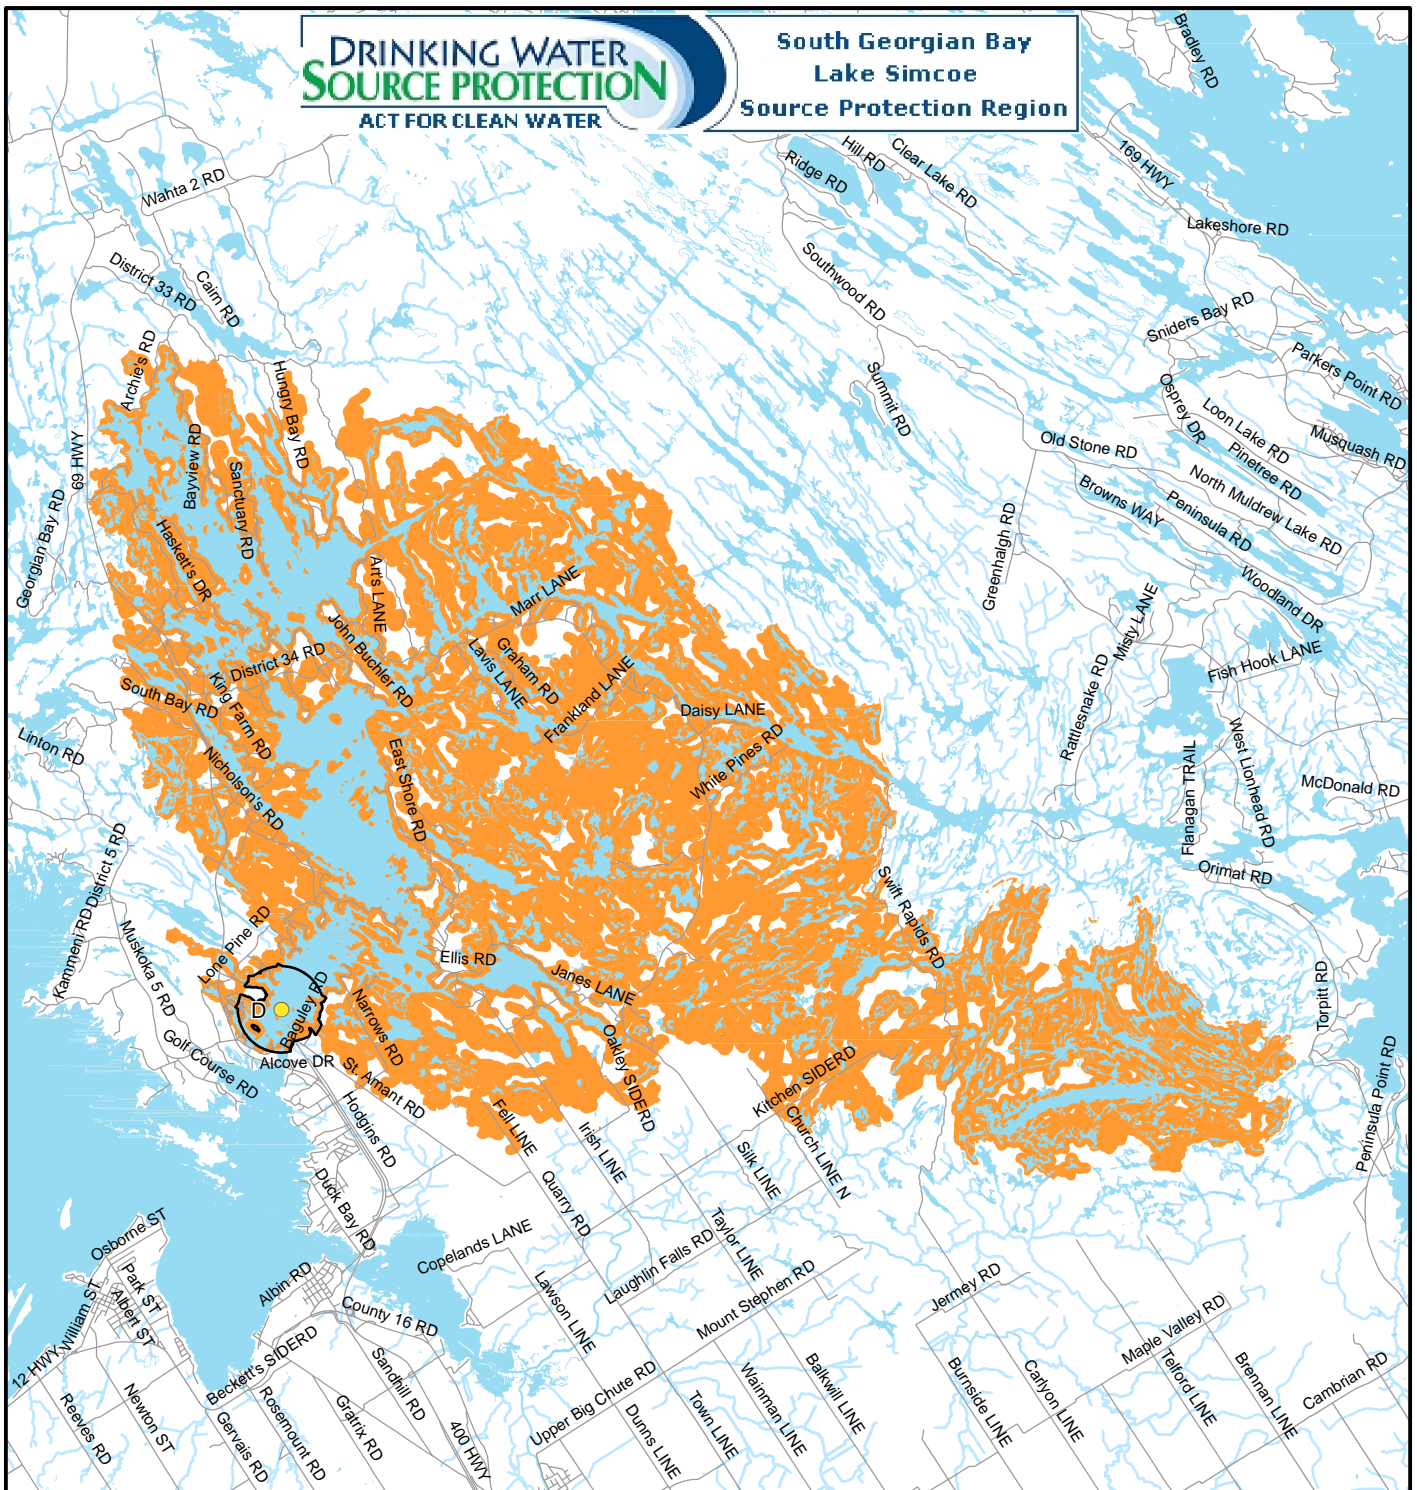 DRINKING WATER
SOURCE PROTECTION
ACT FOR CLEAN WATER
South Georgian Bay
Lake Simcoe
Source Protection Region
Bradley RD
169 HWY
Hill RD
Clear Lake RD
Ridge RD
Wahta 2 RD
Lakeshore RD
District 33 RD
Cairn RD
Southwood RD
Sniders Bay RD
Parkers Point RD
Archie's RD
Hungry Bay RD
Summit RD
Osprey DR
Loon Lake RD
Musquash RD
69 HWY
Bayview RD
Sanctuary RD
Old Stone RD
Pinetree RD
North Muldrew Lake RD
Browns WAY
Peninsula RD
Georgian Bay RD
Haskett's DR
Greenhalgh RD
Art's LANE
Marr LANE
Woodland DR
Misty LANE
John Buchler RD
Graham RD
Lavis LANE
District 34 RD
Frankland LANE
Fish Hook LANE
South Bay RD
King Farm RD
Daisy LANE
Rattlesnake RD
Linton RD
White Pines RD
West Lionhead RD
Nicholson's RD
East Shore RD
Flanagan TRAIL
McDonald RD
District 5 RD
Orimat RD
Swift Rapids RD
Kammeni RD
Muskoka 5 RD
Lone Pine RD
Ellis RD
Janes LANE
Torpitt RD
D
Baguley RD
Narrows RD
Oakley SIDERD
Golf Course RD
Alcove DR
St. Amant RD
Kitchen SIDERD
Peninsula Point RD
Hodgins RD
Fell LINE
Irish LINE
Church LINE N
Silk LINE
Duck Bay RD
Quarry RD
Osborne ST
Copelands LANE
Laughlin Falls RD
Taylor LINE
Park ST
Albert ST
Albin RD
William ST
County 16 RD
Lawson LINE
Mount Stephen RD
Jermey RD
Maple Valley RD
12 HWY
Beckett's SIDERD
Sandhill RD
Reeves RD
Newton ST
Gervais RD
Rosemount RD
Gratrix RD
400 HWY
Upper Big Chute RD
Dunns LINE
Town LINE
Wainman LINE
Balkwill LINE
Burnside LINE
Carlyon LINE
Telford LINE
Brennan LINE
Cambrian RD